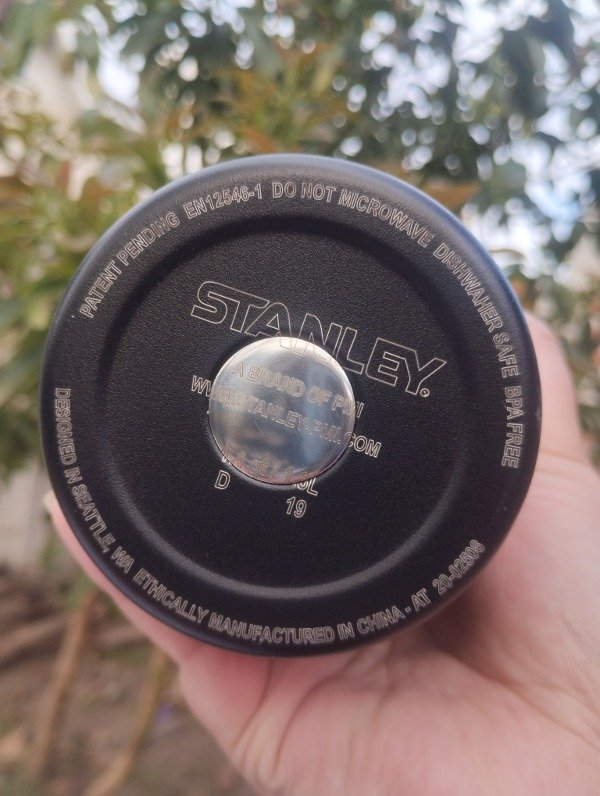 PATENT PENDING EN12546-1 DO NOT MICROWAVE DISHWAHER SAFE BPA FREE
STANLEY®
A BRAND OF PMI
WWW.STANLEY-PMI.COM
D 19
DESIGNED IN SEATTLE, WA ETHICALLY MANUFACTURED IN CHINA - AT 20-02508